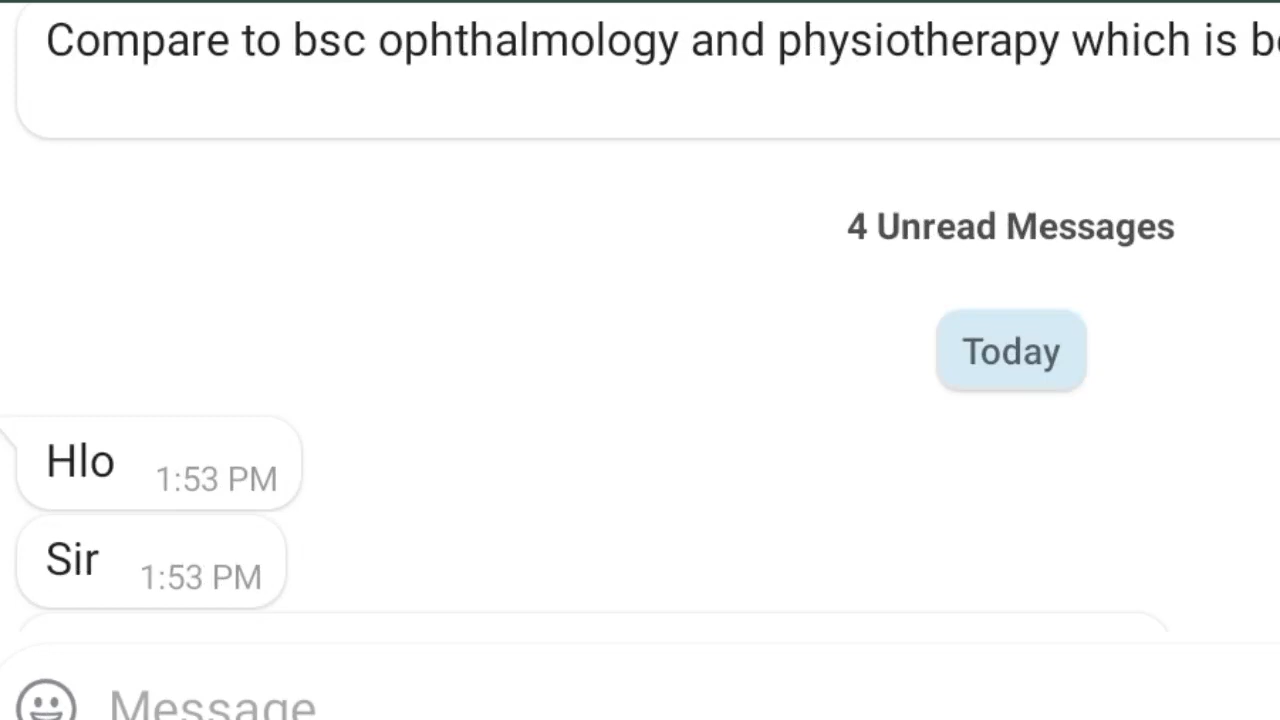 Compare to bsc ophthalmology and physiotherapy which is
4 Unread Messages
Today
Hlo 1:53 PM
Sir 1:53 PM
Message